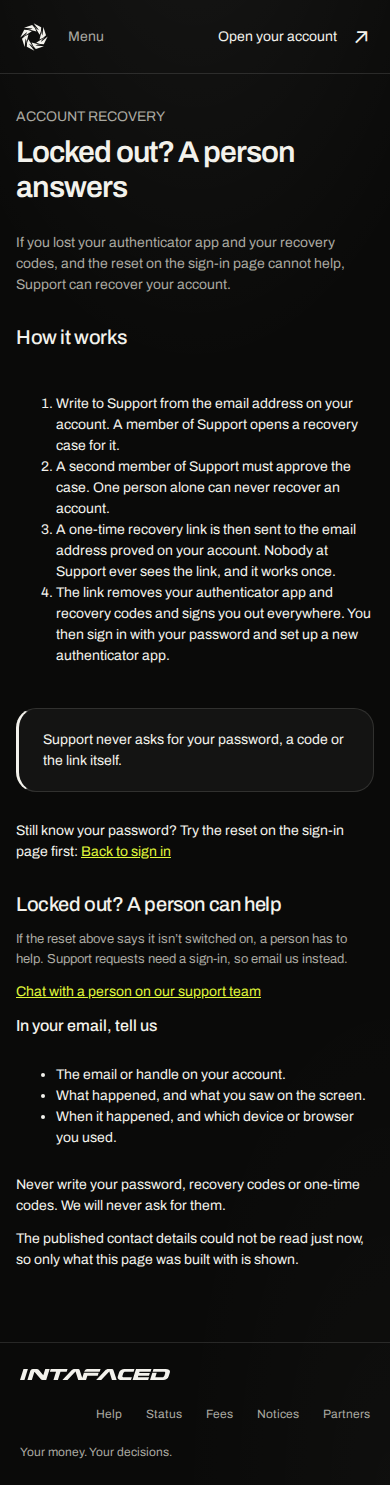 Menu
Open your account
ACCOUNT RECOVERY
Locked out? A person
answers
If you lost your authenticator app and your recovery
codes, and the reset on the sign-in page cannot help,
Support can recover your account.
How it works
1. Write to Support from the email address on your
account. A member of Support opens a recovery
case for it.
2. A second member of Support must approve the
case. One person alone can never recover an
account.
3. A one-time recovery link is then sent to the email
address proved on your account. Nobody at
Support ever sees the link, and it works once.
4. The link removes your authenticator app and
recovery codes and signs you out everywhere. You
then sign in with your password and set up a new
authenticator app.
Support never asks for your password, a code or
the link itself.
Still know your password? Try the reset on the sign-in
page first: Back to sign in
Locked out? A person can help
If the reset above says it isn't switched on, a person has to
help. Support requests need a sign-in, so email us instead.
Chat with a person on our support team
In your email, tell us
• The email or handle on your account.
• What happened, and what you saw on the screen.
• When it happened, and which device or browser
you used.
Never write your password, recovery codes or one-time
codes. We will never ask for them.
The published contact details could not be read just now,
so only what this page was built with is shown.
INTAFACED
Help Status Fees Notices Partners
Your money. Your decisions.